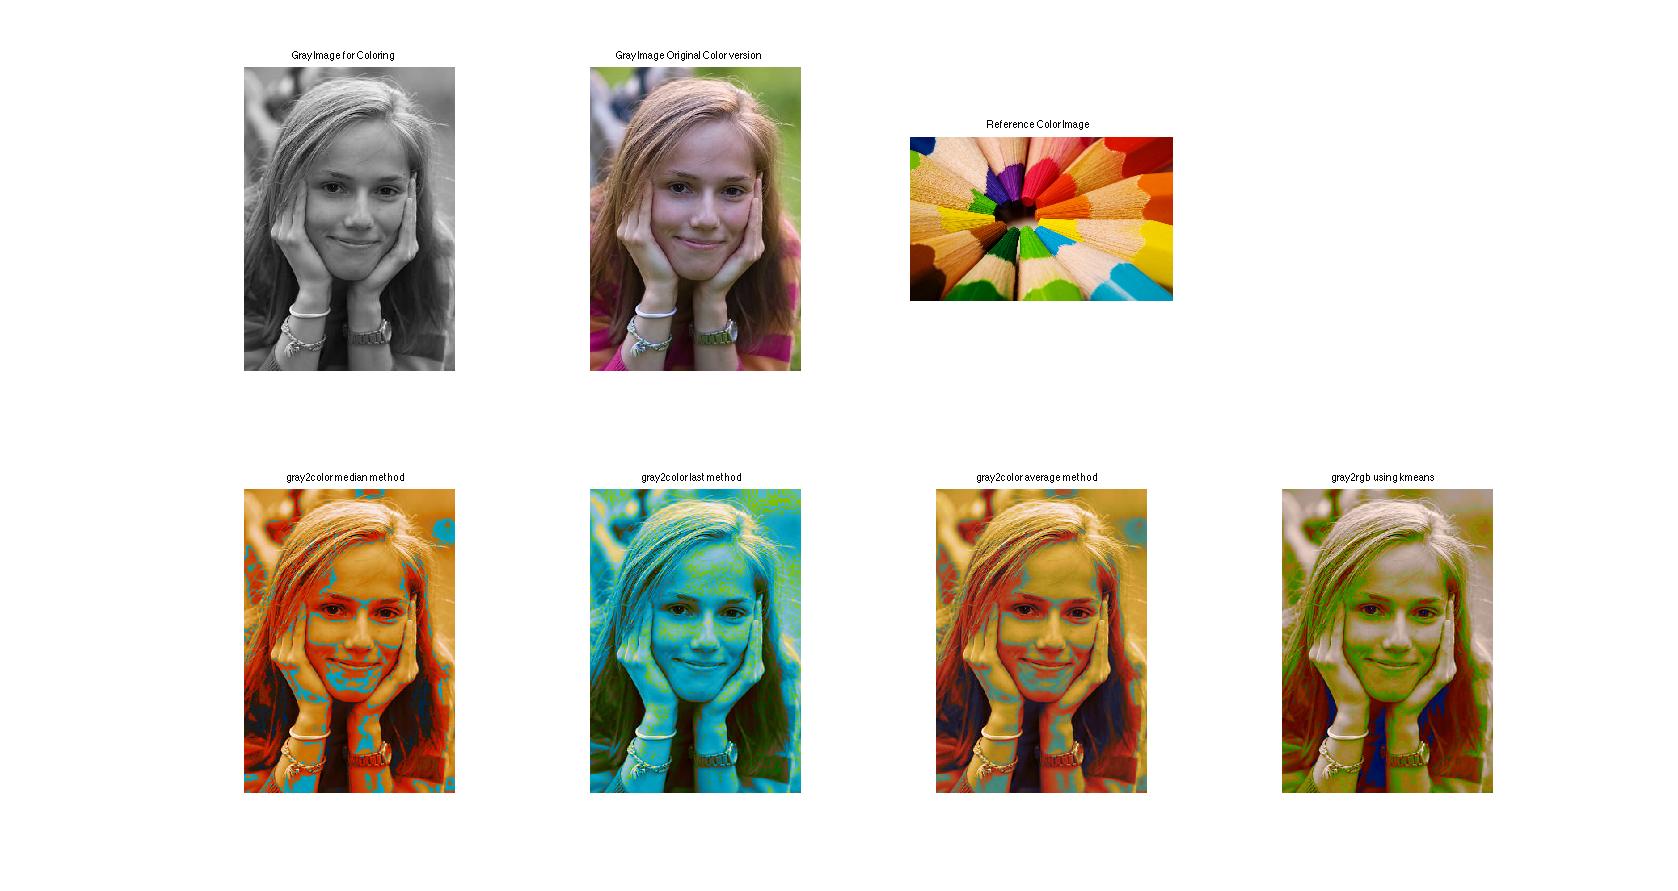 Gray Image for Coloring
Gray Image Original Color version
Reference Color Image
gray2color median method
gray2color last method
gray2color average method
gray2rgb using kmeans